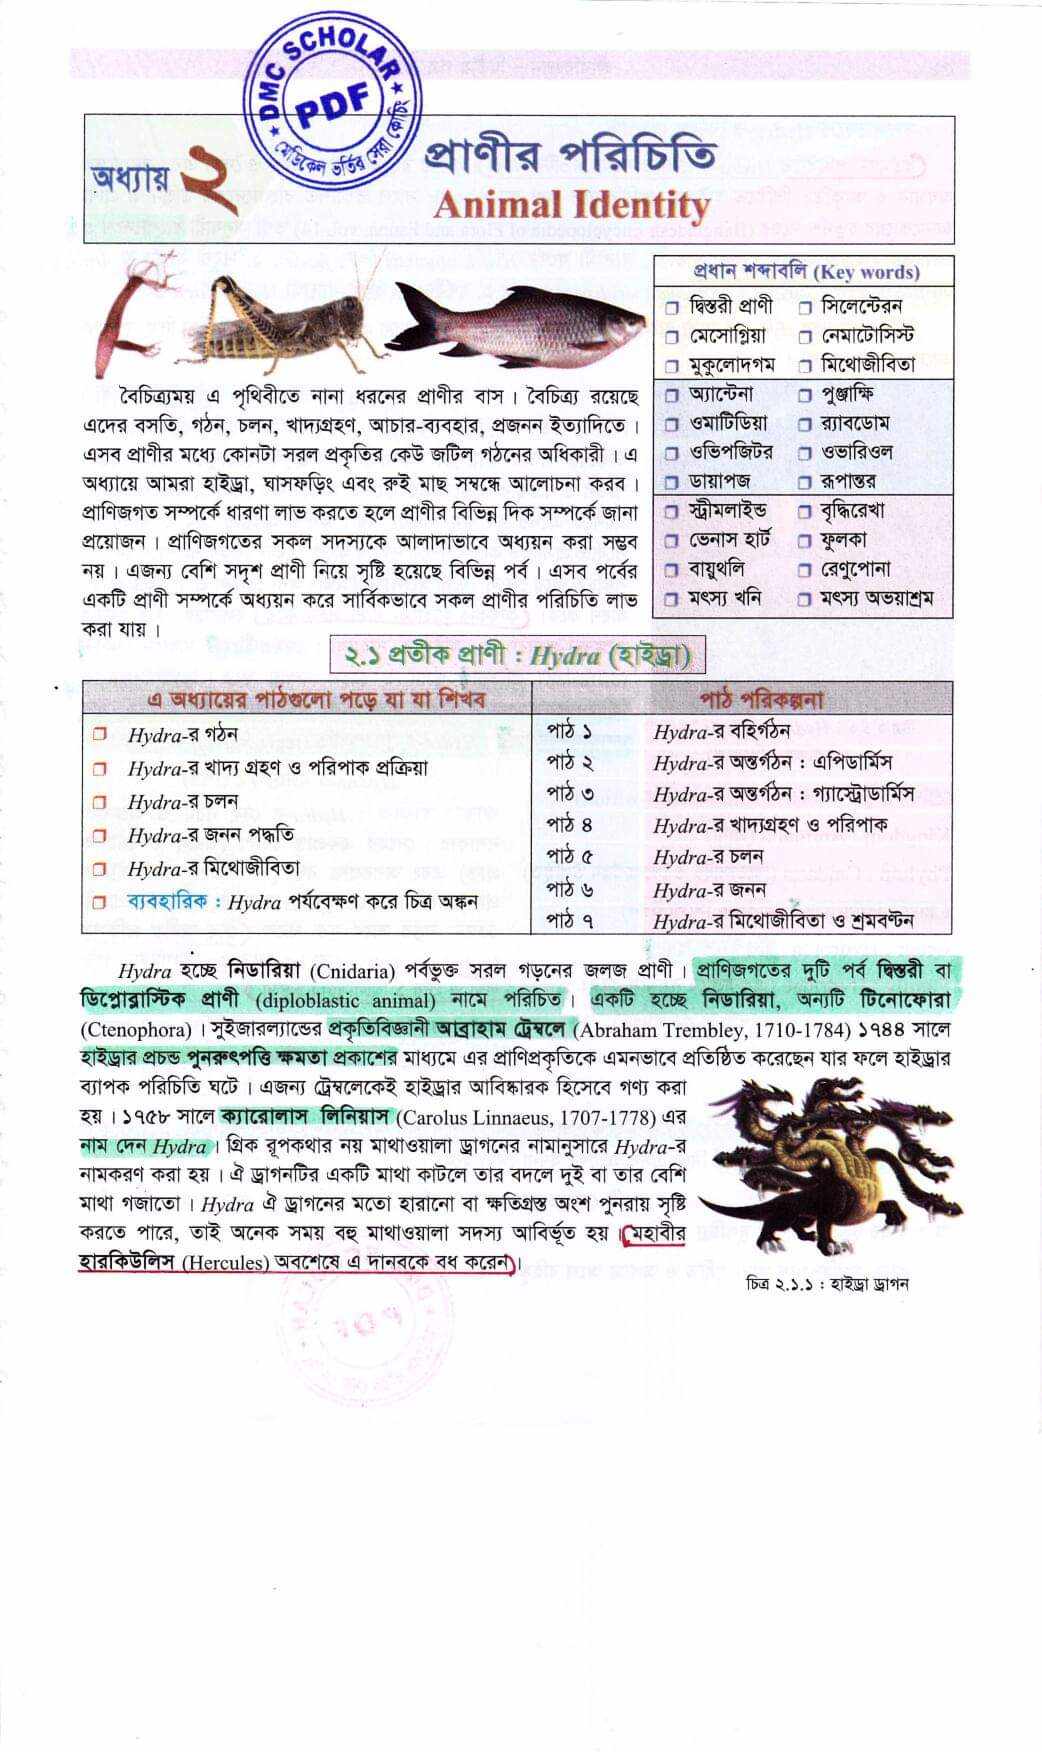 DMC SCHOLAR
PDF
মেডিকেল ভর্তির সেরা কোচিং
অধ্যায় ২
প্রাণীর পরিচিতি
Animal Identity
প্রধান শব্দাবলি (Key words)
দ্বিস্তরী প্রাণী সিলেন্টেরন
মেসোগ্লিয়া নেমাটোসিস্ট
মুকুলোদগম মিথোজীবিতা
অ্যান্টেনা পুঞ্জাক্ষি
ওমাটিডিয়া র‍্যাবডোম
ওভিপজিটর ওভারিওল
ডায়াপজ রূপান্তর
স্ট্রীমলাইন্ড বৃদ্ধিরেখা
ভেনাস হার্ট ফুলকা
বায়ুথলি রেণুপোনা
মৎস্য খনি মৎস্য অভয়াশ্রম
বৈচিত্র্যময় এ পৃথিবীতে নানা ধরনের প্রাণীর বাস। বৈচিত্র্য রয়েছে
এদের বসতি, গঠন, চলন, খাদ্যগ্রহণ, আচার-ব্যবহার, প্রজনন ইত্যাদিতে।
এসব প্রাণীর মধ্যে কোনটা সরল প্রকৃতির কেউ জটিল গঠনের অধিকারী। এ
অধ্যায়ে আমরা হাইড্রা, ঘাসফড়িং এবং রুই মাছ সম্বন্ধে আলোচনা করব।
প্রাণিজগত সম্পর্কে ধারণা লাভ করতে হলে প্রাণীর বিভিন্ন দিক সম্পর্কে জানা
প্রয়োজন। প্রাণিজগতের সকল সদস্যকে আলাদাভাবে অধ্যয়ন করা সম্ভব
নয়। এজন্য বেশি সদৃশ প্রাণী নিয়ে সৃষ্টি হয়েছে বিভিন্ন পর্ব। এসব পর্বের
একটি প্রাণী সম্পর্কে অধ্যয়ন করে সার্বিকভাবে সকল প্রাণীর পরিচিতি লাভ
করা যায়।
২.১ প্রতীক প্রাণী : Hydra (হাইড্রা)
এ অধ্যায়ের পাঠগুলো পড়ে যা যা শিখব
Hydra-র গঠন
Hydra-র খাদ্য গ্রহণ ও পরিপাক প্রক্রিয়া
Hydra-র চলন
Hydra-র জনন পদ্ধতি
Hydra-র মিথোজীবিতা
ব্যবহারিক : Hydra পর্যবেক্ষণ করে চিত্র অঙ্কন
পাঠ পরিকল্পনা
পাঠ ১ Hydra-র বহির্গঠন
পাঠ ২ Hydra-র অন্তর্গঠন : এপিডার্মিস
পাঠ ৩ Hydra-র অন্তর্গঠন : গ্যাস্ট্রোডার্মিস
পাঠ ৪ Hydra-র খাদ্যগ্রহণ ও পরিপাক
পাঠ ৫ Hydra-র চলন
পাঠ ৬ Hydra-র জনন
পাঠ ৭ Hydra-র মিথোজীবিতা ও শ্রমবণ্টন
Hydra হচ্ছে নিডারিয়া (Cnidaria) পর্বভুক্ত সরল গড়নের জলজ প্রাণী। প্রাণিজগতের দুটি পর্ব দ্বিস্তরী বা
ডিপ্লোব্লাস্টিক প্রাণী (diploblastic animal) নামে পরিচিত। একটি হচ্ছে নিডারিয়া, অন্যটি টিনোফোরা
(Ctenophora)। সুইজারল্যান্ডের প্রকৃতিবিজ্ঞানী আব্রাহাম ট্রেম্বলে (Abraham Trembley, 1710-1784) ১৭৪৪ সালে
হাইড্রার প্রচন্ড পুনরুৎপত্তি ক্ষমতা প্রকাশের মাধ্যমে এর প্রাণিপ্রকৃতিকে এমনভাবে প্রতিষ্ঠিত করেছেন যার ফলে হাইড্রার
ব্যাপক পরিচিতি ঘটে। এজন্য ট্রেম্বলেকেই হাইড্রার আবিষ্কারক হিসেবে গণ্য করা
হয়। ১৭৫৮ সালে ক্যারোলাস লিনিয়াস (Carolus Linnaeus, 1707-1778) এর
নাম দেন Hydra। গ্রিক রূপকথার নয় মাথাওয়ালা ড্রাগনের নামানুসারে Hydra-র
নামকরণ করা হয়। ঐ ড্রাগনটির একটি মাথা কাটলে তার বদলে দুই বা তার বেশি
মাথা গজাতো। Hydra ঐ ড্রাগনের মতো হারানো বা ক্ষতিগ্রস্ত অংশ পুনরায় সৃষ্টি
করতে পারে, তাই অনেক সময় বহু মাথাওয়ালা সদস্য আবির্ভূত হয়। মহাবীর
হারকিউলিস (Hercules) অবশেষে এ দানবকে বধ করেন।
চিত্র ২.১.১ : হাইড্রা ড্রাগন